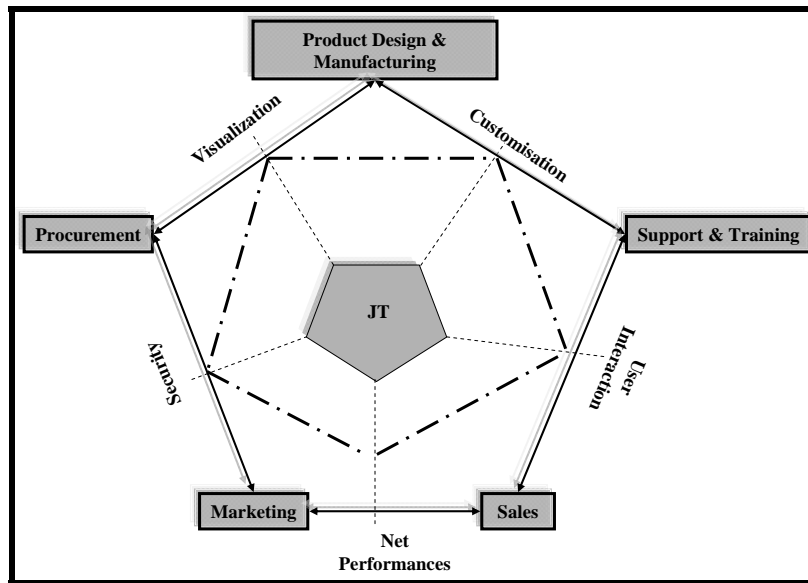 Product Design &
Manufacturing
Visualization
Customisation
Procurement
Support & Training
JT
Security
User
Interaction
Marketing
Sales
Net
Performances